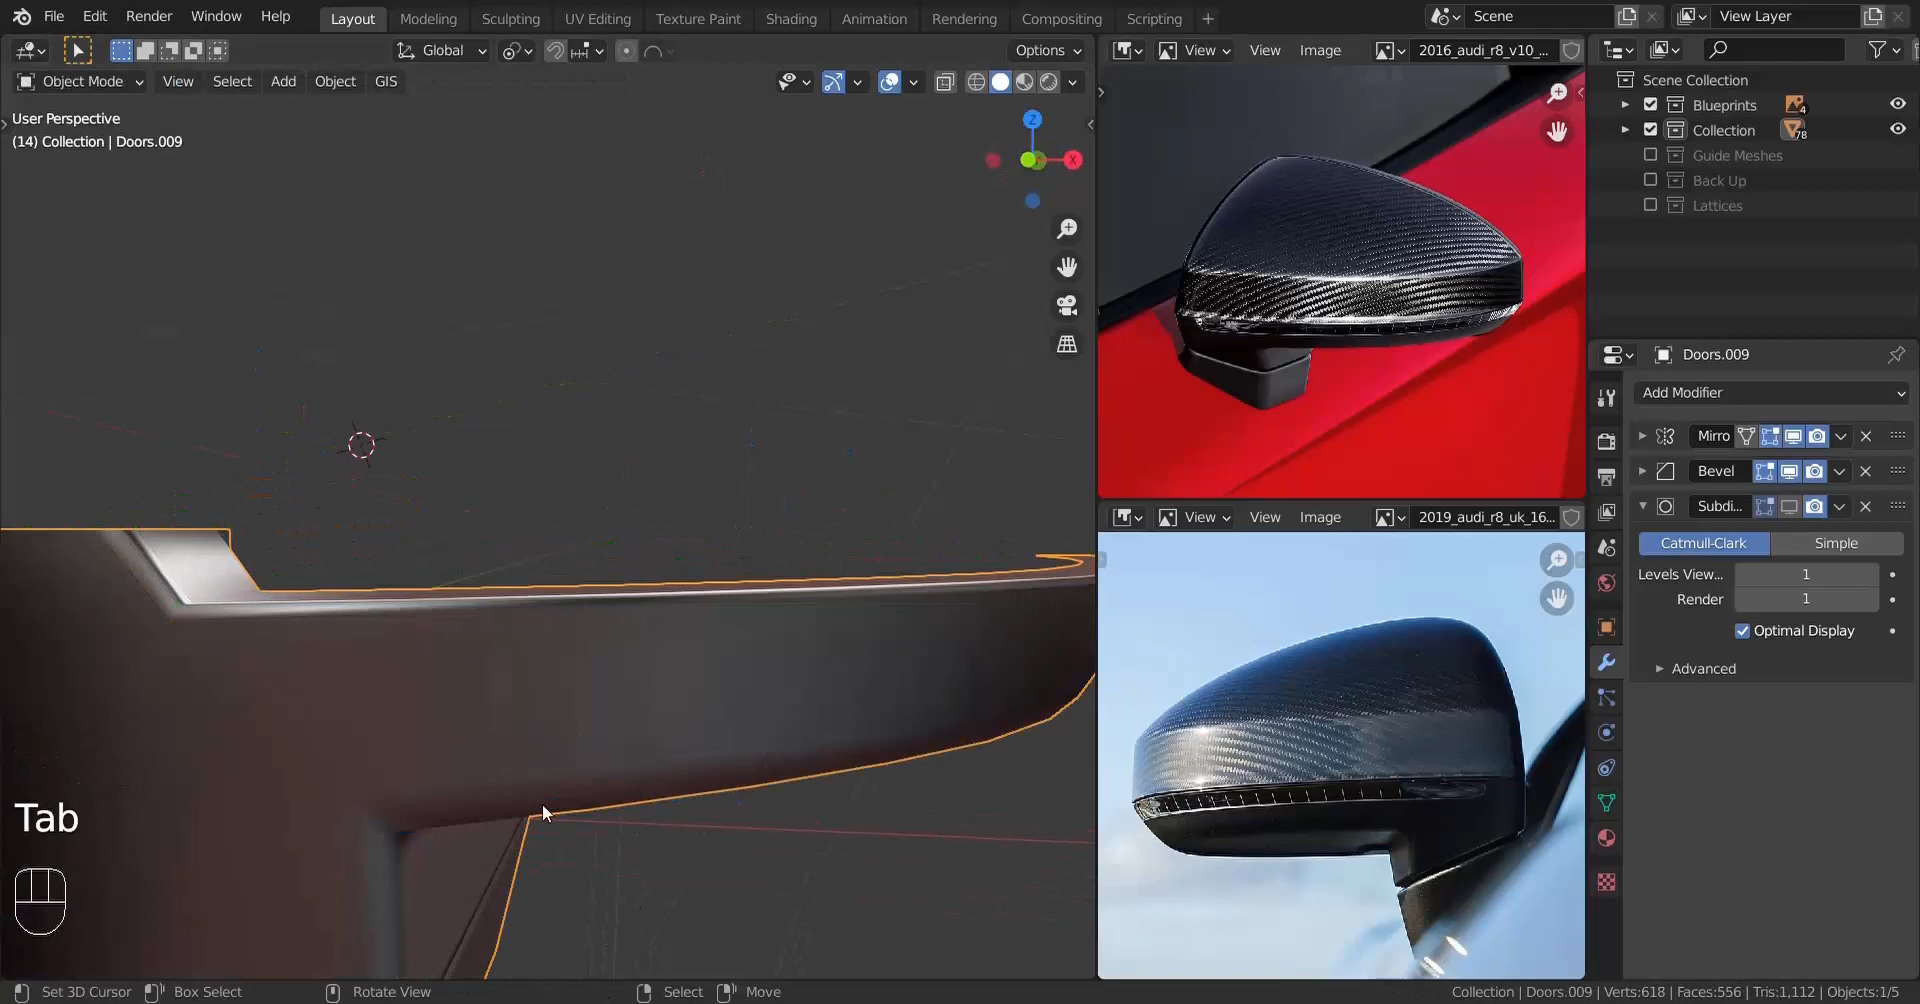 File Edit Render Window Help Layout Modeling Sculpting UV Editing Texture Paint Shading Animation Rendering Compositing Scripting + Scene View Layer
Global Options View View Image 2016_audi_r8_v10_...
Object Mode View Select Add Object GIS
User Perspective
(14) Collection | Doors.009
Z
X
Scene Collection
Blueprints 4
Collection 78
Guide Meshes
Back Up
Lattices
Doors.009
Add Modifier
Mirro
Bevel
Subdi...
Catmull-Clark Simple
Levels View... 1
Render 1
Optimal Display
Advanced
View View Image 2019_audi_r8_uk_16...
Tab
Set 3D Cursor Box Select Rotate View Select Move Collection | Doors.009 | Verts:618 | Faces:556 | Tris:1,112 | Objects:1/5